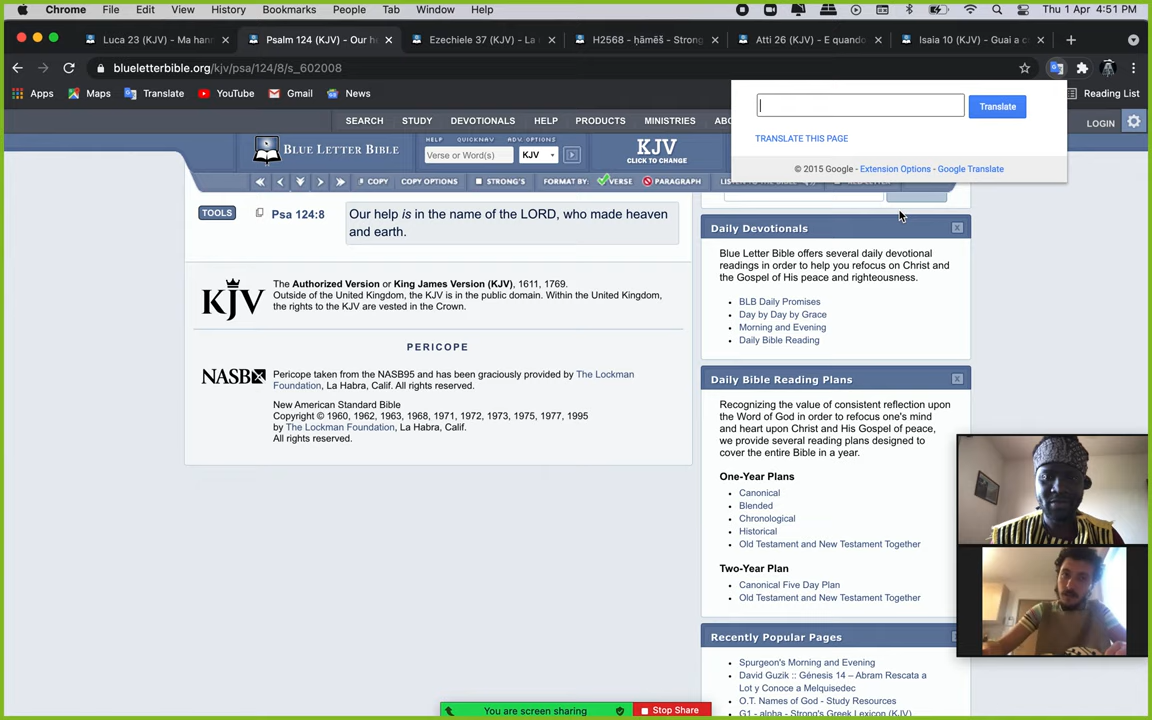 Chrome File Edit View History Bookmarks People Tab Window Help Thu 1 Apr 4:51 PM
Luca 23 (KJV) - Ma hann Psalm 124 (KJV) - Our he Ezechiele 37 (KJV) - La H2568 - ḥāmēš - Strong Atti 26 (KJV) - E quando Isaia 10 (KJV) - Guai a c
blueletterbible.org/kjv/psa/124/8/s_602008
Apps Maps Translate YouTube Gmail News Reading List
Translate
TRANSLATE THIS PAGE
© 2015 Google - Extension Options - Google Translate
SEARCH STUDY DEVOTIONALS HELP PRODUCTS MINISTRIES ABO LOGIN
BLUE LETTER BIBLE
HELP QUICKNAV ADV. OPTIONS
Verse or Word(s) KJV
KJV
CLICK TO CHANGE
COPY COPY OPTIONS STRONG'S FORMAT BY: VERSE PARAGRAPH
TOOLS Psa 124:8 Our help is in the name of the LORD, who made heaven
and earth.
KJV
The Authorized Version or King James Version (KJV), 1611, 1769.
Outside of the United Kingdom, the KJV is in the public domain. Within the United Kingdom,
the rights to the KJV are vested in the Crown.
PERICOPE
NASB
Pericope taken from the NASB95 and has been graciously provided by The Lockman
Foundation, La Habra, Calif. All rights reserved.
New American Standard Bible
Copyright © 1960, 1962, 1963, 1968, 1971, 1972, 1973, 1975, 1977, 1995
by The Lockman Foundation, La Habra, Calif.
All rights reserved.
Daily Devotionals
Blue Letter Bible offers several daily devotional
readings in order to help you refocus on Christ and
the Gospel of His peace and righteousness.
BLB Daily Promises
Day by Day by Grace
Morning and Evening
Daily Bible Reading
Daily Bible Reading Plans
Recognizing the value of consistent reflection upon
the Word of God in order to refocus one's mind
and heart upon Christ and His Gospel of peace,
we provide several reading plans designed to
cover the entire Bible in a year.
One-Year Plans
Canonical
Blended
Chronological
Historical
Old Testament and New Testament Together
Two-Year Plan
Canonical Five Day Plan
Old Testament and New Testament Together
Recently Popular Pages
Spurgeon's Morning and Evening
David Guzik :: Génesis 14 – Abram Rescata a
Lot y Conoce a Melquisedec
O.T. Names of God - Study Resources
G1 - alpha - Strong's Greek Lexicon (KJV)
You are screen sharing Stop Share